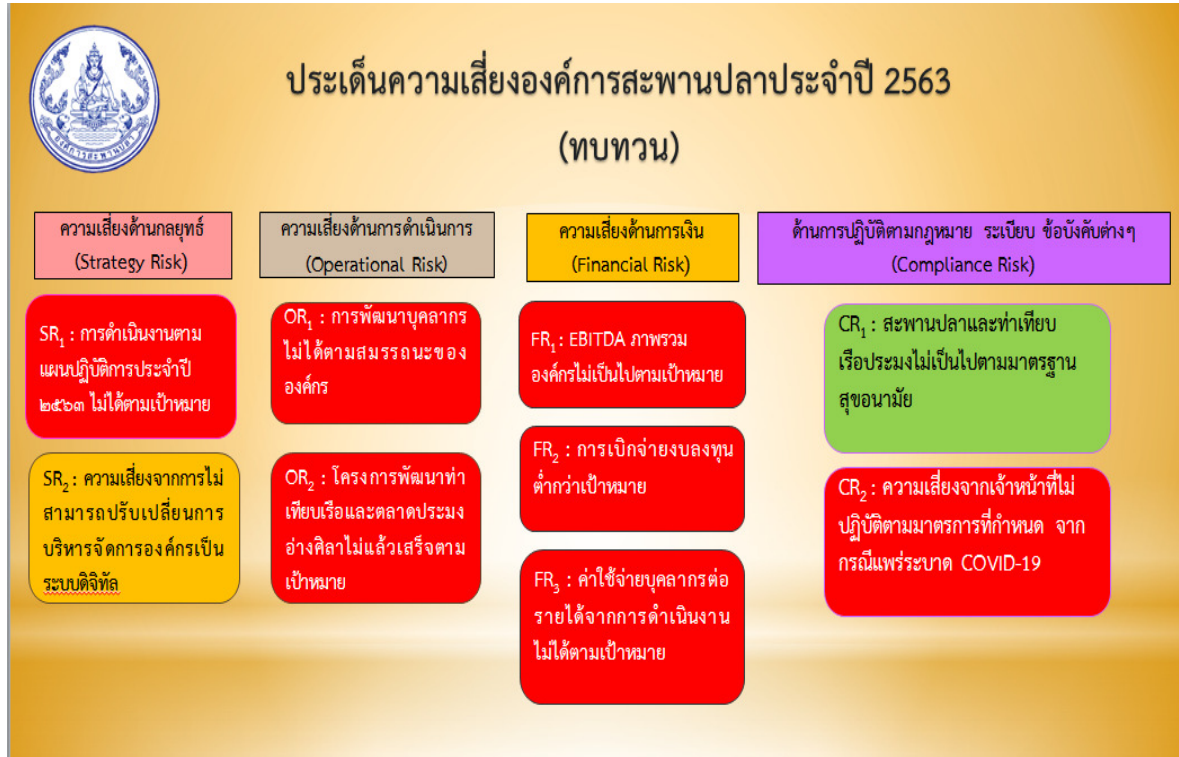 ประเด็นความเสี่ยงองค์การสะพานปลาประจำปี 2563
(ทบทวน)
องค์การสะพานปลา
ความเสี่ยงด้านกลยุทธ์
(Strategy Risk)
SR₁ : การดำเนินงานตาม
แผนปฏิบัติการประจำปี
๒๕๖๓ ไม่ได้ตามเป้าหมาย
SR₂ : ความเสี่ยงจากการไม่
สามารถปรับเปลี่ยนการ
บริหารจัดการองค์กรเป็น
ระบบดิจิทัล
ความเสี่ยงด้านการดำเนินการ
(Operational Risk)
OR₁ : การพัฒนาบุคลากร
ไม่ได้ตามสมรรถนะของ
องค์กร
OR₂ : โครงการพัฒนาท่า
เทียบเรือและตลาดประมง
อ่างศิลาไม่แล้วเสร็จตาม
เป้าหมาย
ความเสี่ยงด้านการเงิน
(Financial Risk)
FR₁ : EBITDA ภาพรวม
องค์กรไม่เป็นไปตามเป้าหมาย
FR₂ : การเบิกจ่ายงบลงทุน
ต่ำกว่าเป้าหมาย
FR₃ : ค่าใช้จ่ายบุคลากรต่อ
รายได้จากการดำเนินงาน
ไม่ได้ตามเป้าหมาย
ด้านการปฏิบัติตามกฎหมาย ระเบียบ ข้อบังคับต่างๆ
(Compliance Risk)
CR₁ : สะพานปลาและท่าเทียบ
เรือประมงไม่เป็นไปตามมาตรฐาน
สุขอนามัย
CR₂ : ความเสี่ยงจากเจ้าหน้าที่ไม่
ปฏิบัติตามมาตรการที่กำหนด จาก
กรณีแพร่ระบาด COVID-19